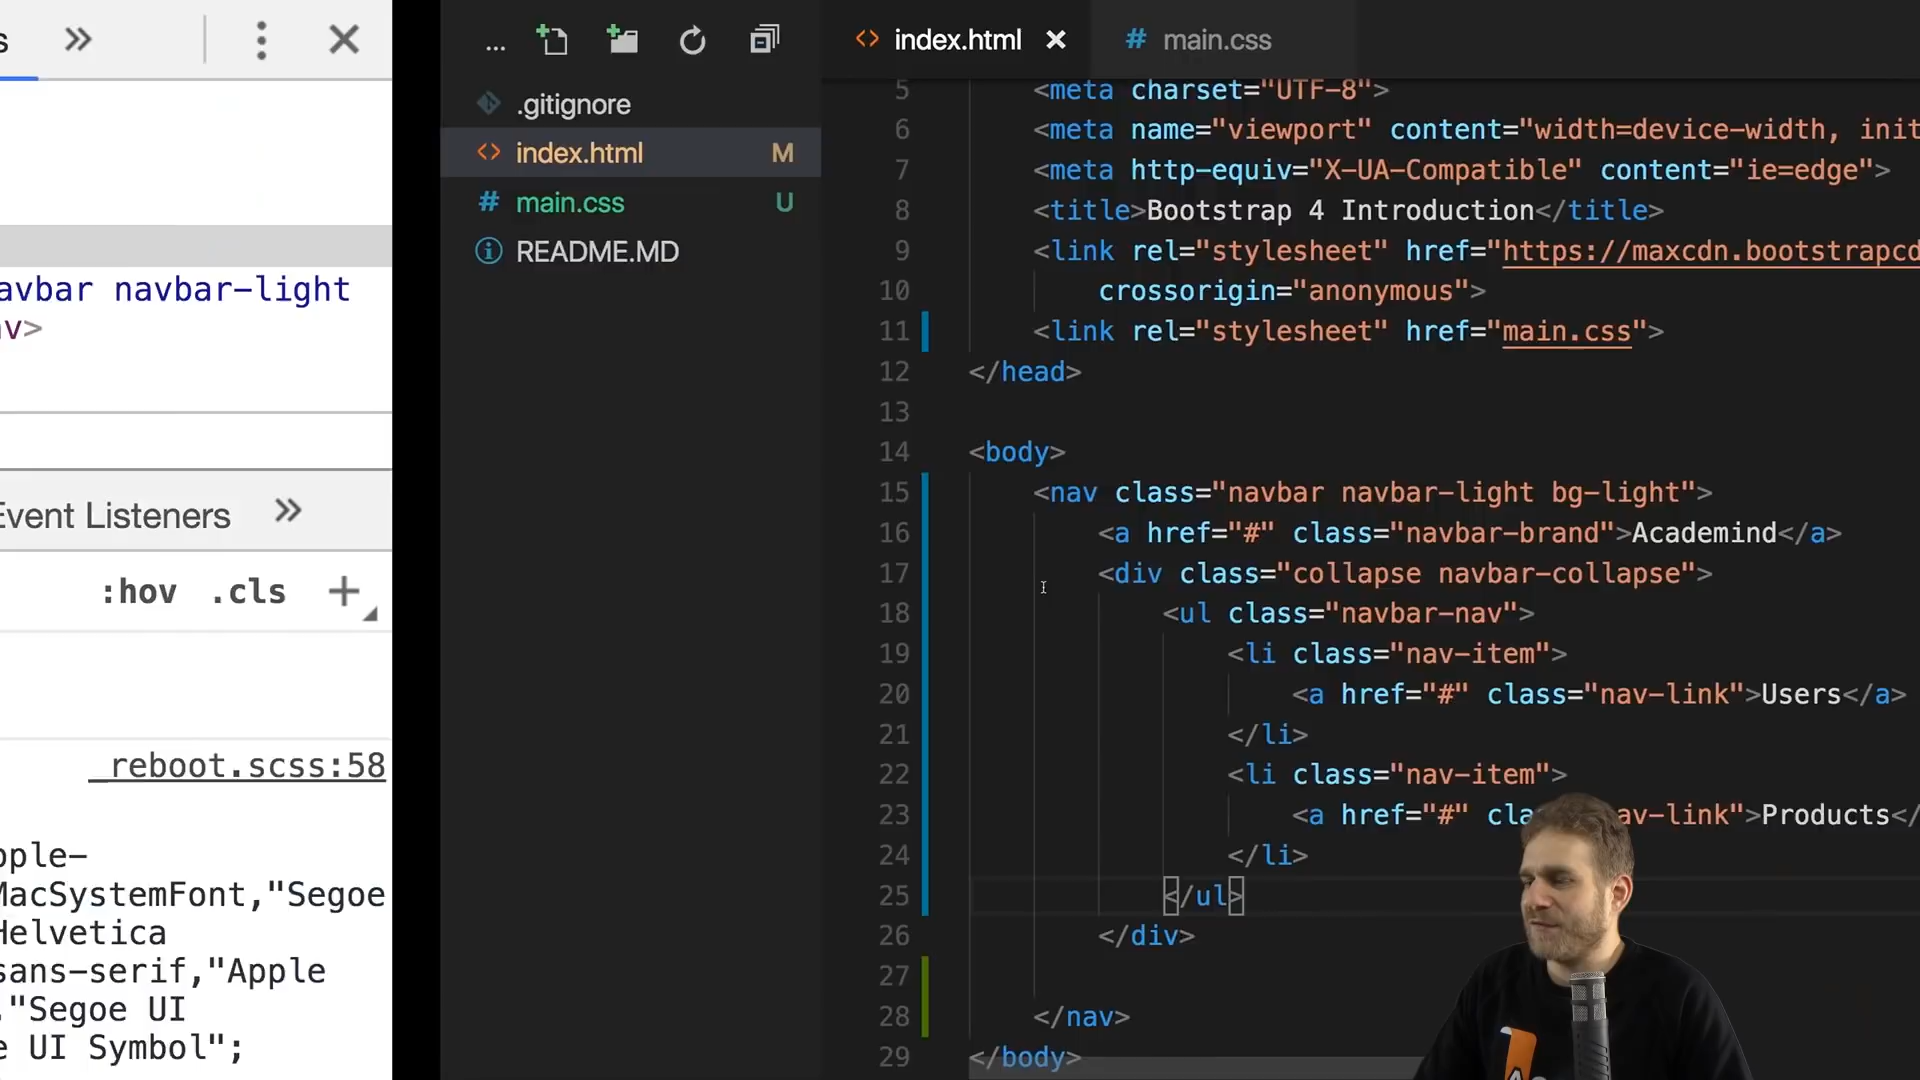 s
avbar navbar-light
av>
Event Listeners
:hov .cls +
_reboot.scss:58
pple-
MacSystemFont,"Segoe
Helvetica
sans-serif,"Apple
,"Segoe UI
e UI Symbol";
...
.gitignore
index.html M
main.css U
README.MD
index.html
main.css
5 <meta charset="UTF-8">
6 <meta name="viewport" content="width=device-width, init
7 <meta http-equiv="X-UA-Compatible" content="ie=edge">
8 <title>Bootstrap 4 Introduction</title>
9 <link rel="stylesheet" href="https://maxcdn.bootstrapcd
10 crossorigin="anonymous">
11 <link rel="stylesheet" href="main.css">
12 </head>
13
14 <body>
15 <nav class="navbar navbar-light bg-light">
16 <a href="#" class="navbar-brand">Academind</a>
17 <div class="collapse navbar-collapse">
18 <ul class="navbar-nav">
19 <li class="nav-item">
20 <a href="#" class="nav-link">Users</a>
21 </li>
22 <li class="nav-item">
23 <a href="#" cla av-link">Products</
24 </li>
25 </ul>
26 </div>
27
28 </nav>
29 </body>